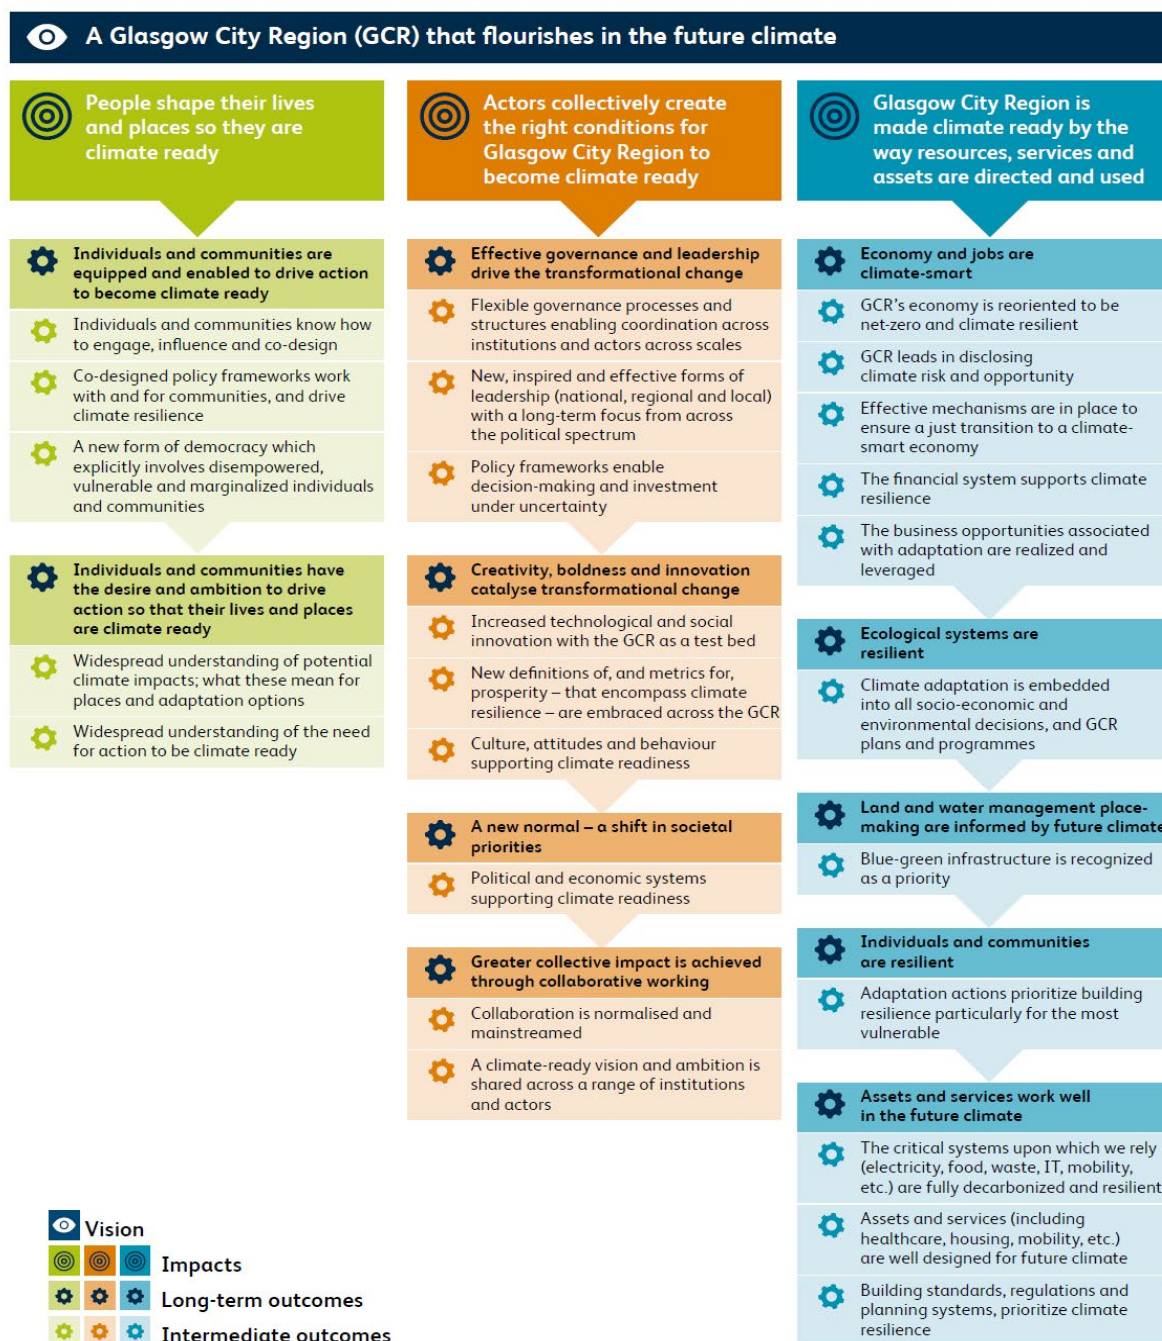 A Glasgow City Region (GCR) that flourishes in the future climate
People shape their lives
and places so they are
climate ready
Individuals and communities are
equipped and enabled to drive action
to become climate ready
Individuals and communities know how
to engage, influence and co-design
Co-designed policy frameworks work
with and for communities, and drive
climate resilience
A new form of democracy which
explicitly involves disempowered,
vulnerable and marginalized individuals
and communities
Individuals and communities have
the desire and ambition to drive
action so that their lives and places
are climate ready
Widespread understanding of potential
climate impacts; what these mean for
places and adaptation options
Widespread understanding of the need
for action to be climate ready
Actors collectively create
the right conditions for
Glasgow City Region to
become climate ready
Effective governance and leadership
drive the transformational change
Flexible governance processes and
structures enabling coordination across
institutions and actors across scales
New, inspired and effective forms of
leadership (national, regional and local)
with a long-term focus from across
the political spectrum
Policy frameworks enable
decision-making and investment
under uncertainty
Creativity, boldness and innovation
catalyse transformational change
Increased technological and social
innovation with the GCR as a test bed
New definitions of, and metrics for,
prosperity – that encompass climate
resilience – are embraced across the GCR
Culture, attitudes and behaviour
supporting climate readiness
A new normal – a shift in societal
priorities
Political and economic systems
supporting climate readiness
Greater collective impact is achieved
through collaborative working
Collaboration is normalised and
mainstreamed
A climate-ready vision and ambition is
shared across a range of institutions
and actors
Glasgow City Region is
made climate ready by the
way resources, services and
assets are directed and used
Economy and jobs are
climate-smart
GCR's economy is reoriented to be
net-zero and climate resilient
GCR leads in disclosing
climate risk and opportunity
Effective mechanisms are in place to
ensure a just transition to a climate-
smart economy
The financial system supports climate
resilience
The business opportunities associated
with adaptation are realized and
leveraged
Ecological systems are
resilient
Climate adaptation is embedded
into all socio-economic and
environmental decisions, and GCR
plans and programmes
Land and water management place-
making are informed by future climate
Blue-green infrastructure is recognized
as a priority
Individuals and communities
are resilient
Adaptation actions prioritize building
resilience particularly for the most
vulnerable
Assets and services work well
in the future climate
The critical systems upon which we rely
(electricity, food, waste, IT, mobility,
etc.) are fully decarbonized and resilient
Assets and services (including
healthcare, housing, mobility, etc.)
are well designed for future climate
Building standards, regulations and
planning systems, prioritize climate
resilience
Vision
Impacts
Long-term outcomes
Intermediate outcomes